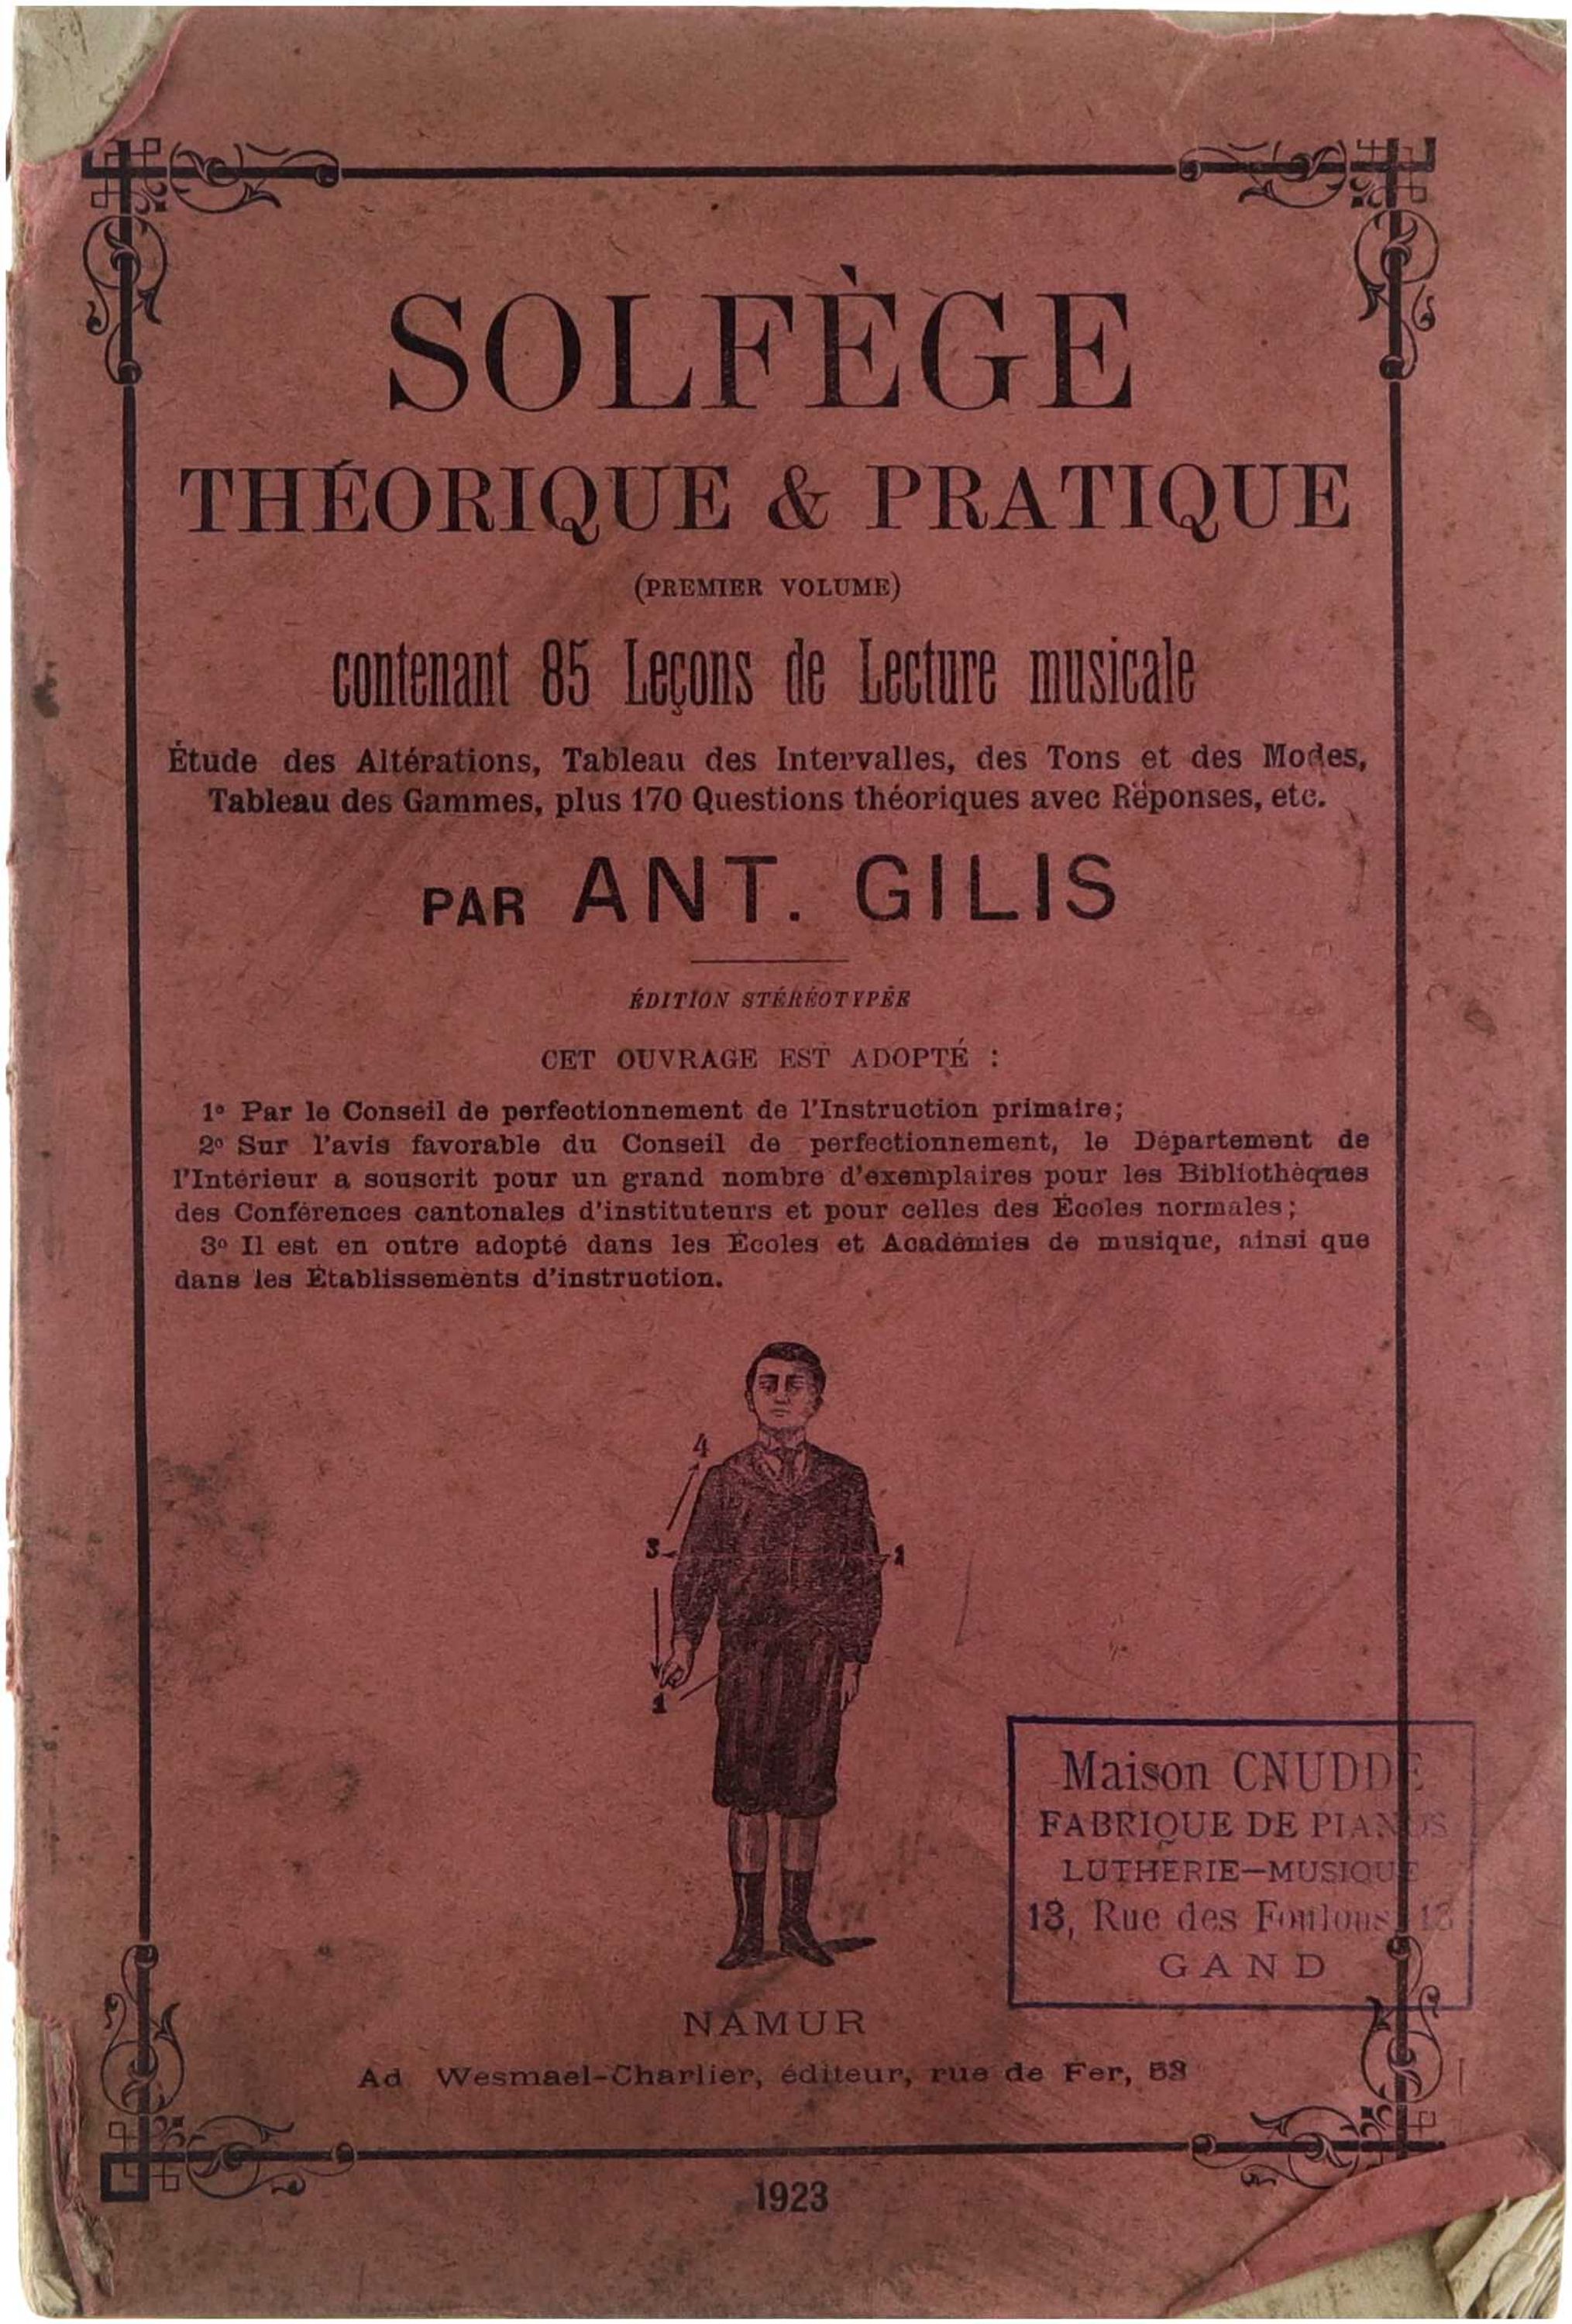 SOLFÈGE
THÉORIQUE & PRATIQUE
(PREMIER VOLUME)
contenant 85 Leçons de Lecture musicale
Étude des Altérations, Tableau des Intervalles, des Tons et des Modes,
Tableau des Gammes, plus 170 Questions théoriques avec Réponses, etc.
PAR ANT. GILIS
ÉDITION STÉRÉOTYPÉE
CET OUVRAGE EST ADOPTÉ :
1º Par le Conseil de perfectionnement de l'Instruction primaire;
2º Sur l'avis favorable du Conseil de perfectionnement, le Département de
l'Intérieur a souscrit pour un grand nombre d'exemplaires pour les Bibliothèques
des Conférences cantonales d'instituteurs et pour celles des Écoles normales;
3º Il est en outre adopté dans les Écoles et Académies de musique, ainsi que
dans les Établissements d'instruction.
4
3
1
Maison CNUDDE
FABRIQUE DE PIANOS
LUTHERIE-MUSIQUE
13, Rue des Foulons, 13
GAND
NAMUR
Ad Wesmael-Charlier, éditeur, rue de Fer,
1923